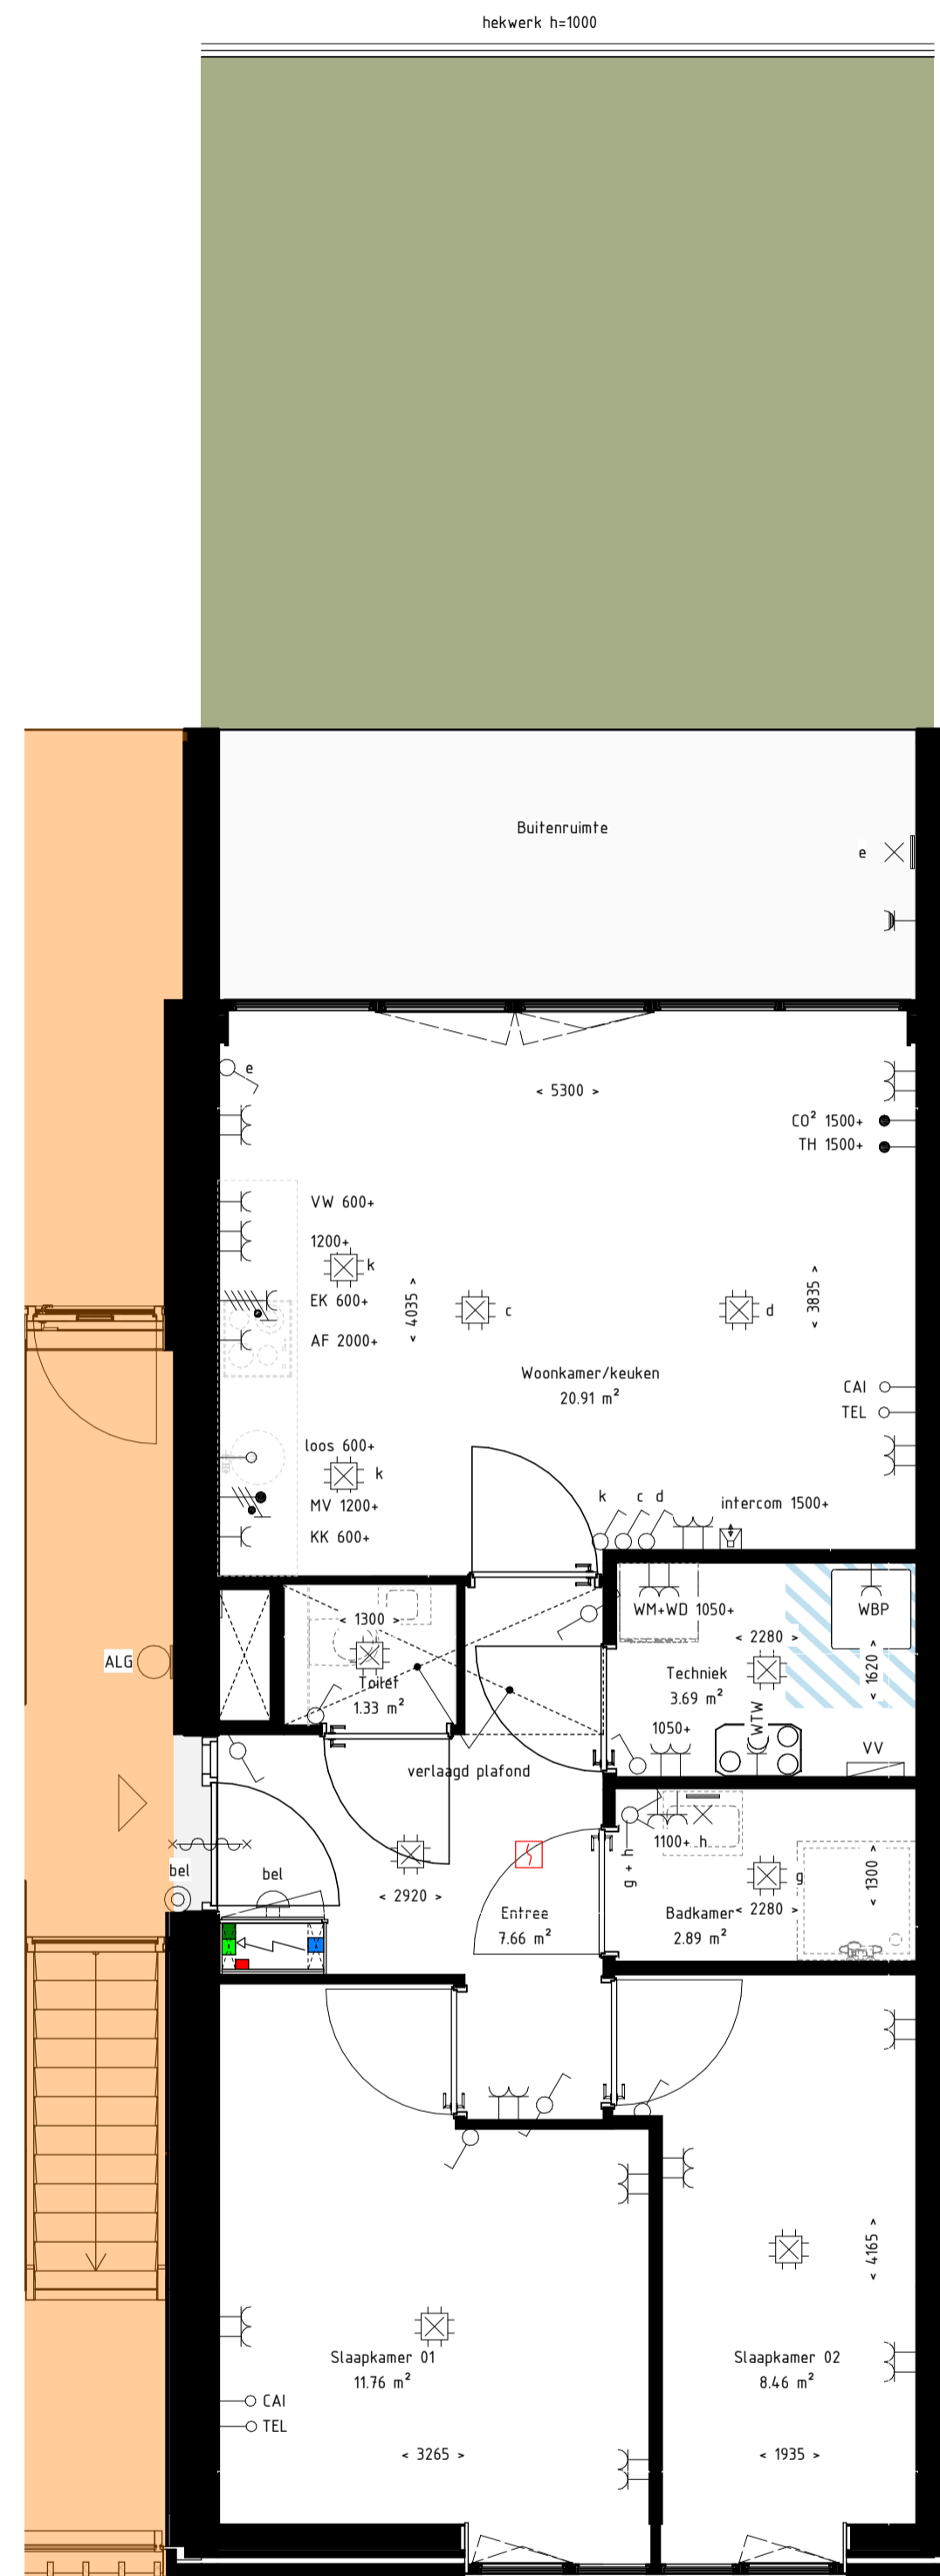 hekwerk h=1000
Buitenruimte
e
e
< 5300 >
CO² 1500+
TH 1500+
VW 600+
1200+
k
EK 600+
< 4035 >
c
d
< 3835 >
AF 2000+
Woonkamer/keuken
20.91 m²
CAI
TEL
loos 600+
k
MV 1200+
KK 600+
k c d
intercom 1500+
WM+WD 1050+
WBP
< 1300 >
< 2280 >
< 1620 >
ALG
Toilet
1.33 m²
Techniek
3.69 m²
WTW
1050+
VV
verlaagd plafond
bel
bel
1100+ h
g + h
g
< 1300 >
< 2920 >
Entree
7.66 m²
Badkamer
< 2280 >
2.89 m²
< 4165 >
Slaapkamer 01
11.76 m²
Slaapkamer 02
8.46 m²
CAI
TEL
< 3265 >
< 1935 >